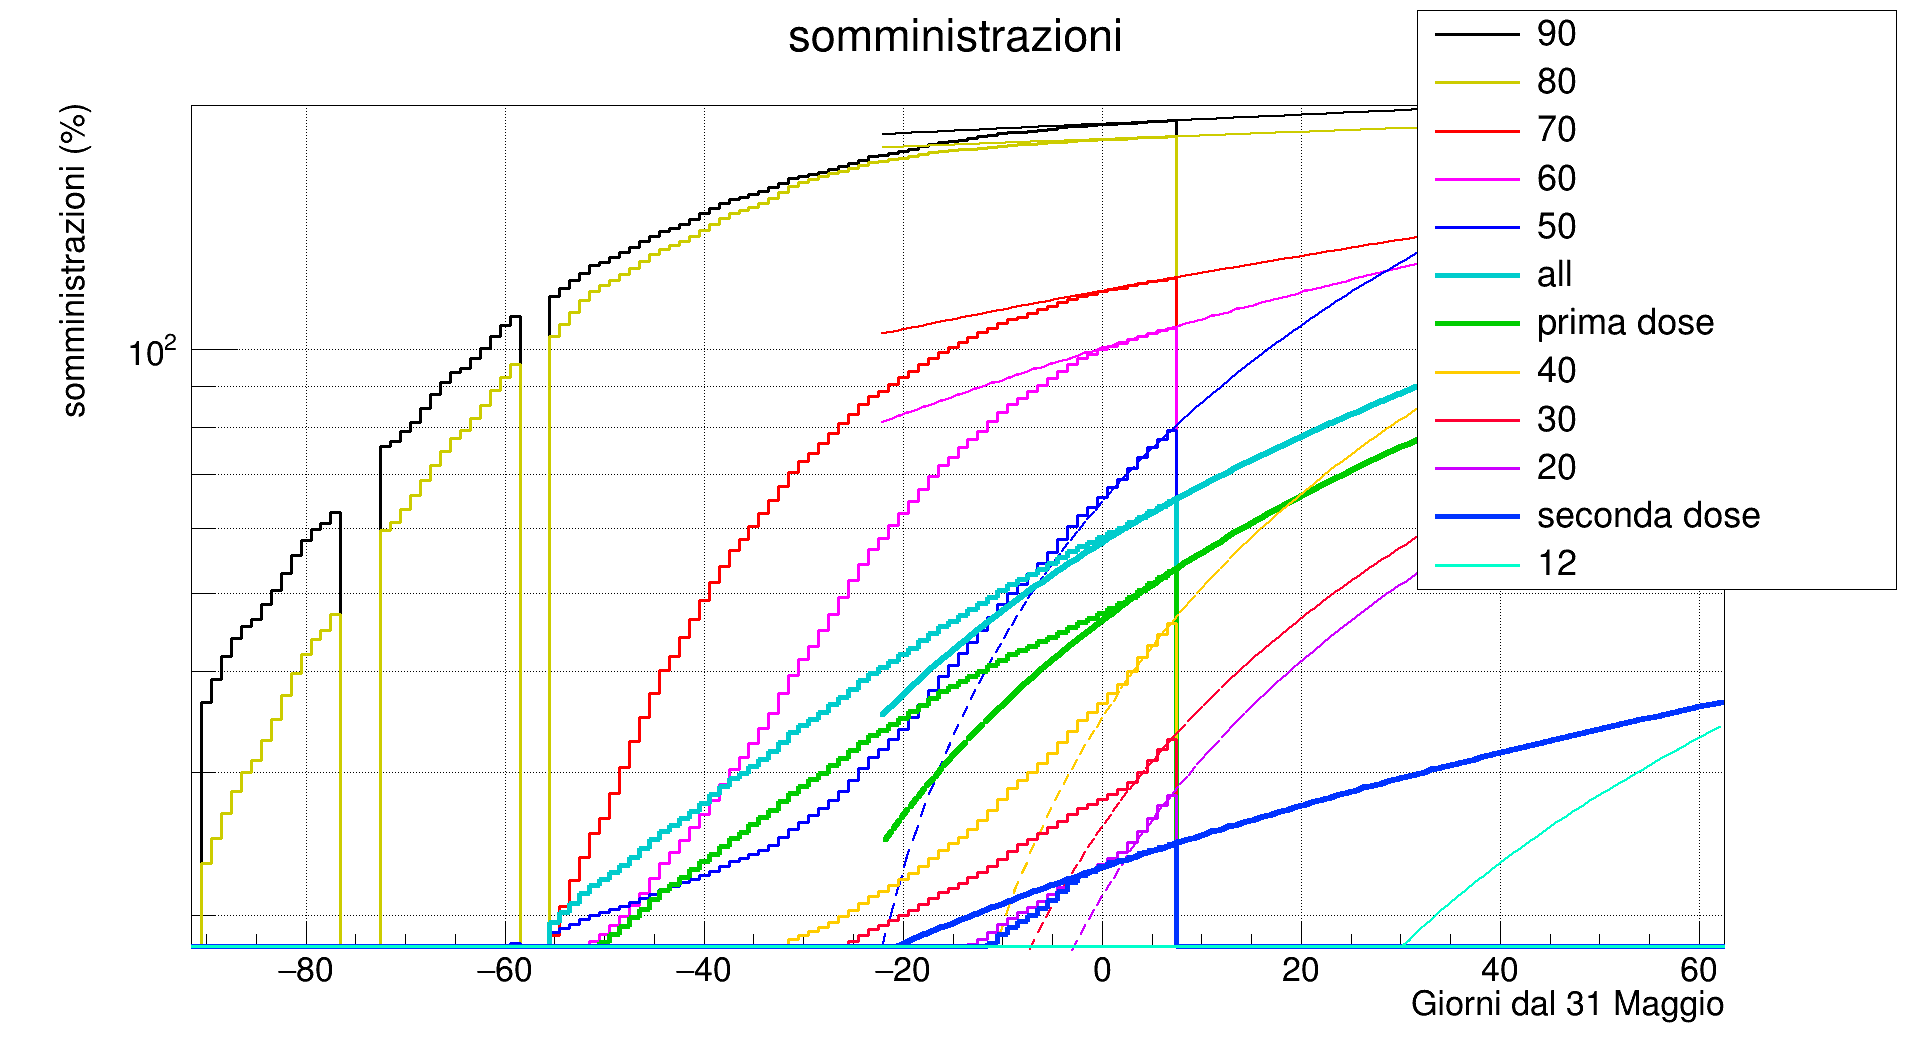 somministrazioni
somministrazioni (%)
10²
90
80
70
60
50
all
prima dose
40
30
20
seconda dose
12
−80 −60 −40 −20 0 20 40 60
Giorni dal 31 Maggio